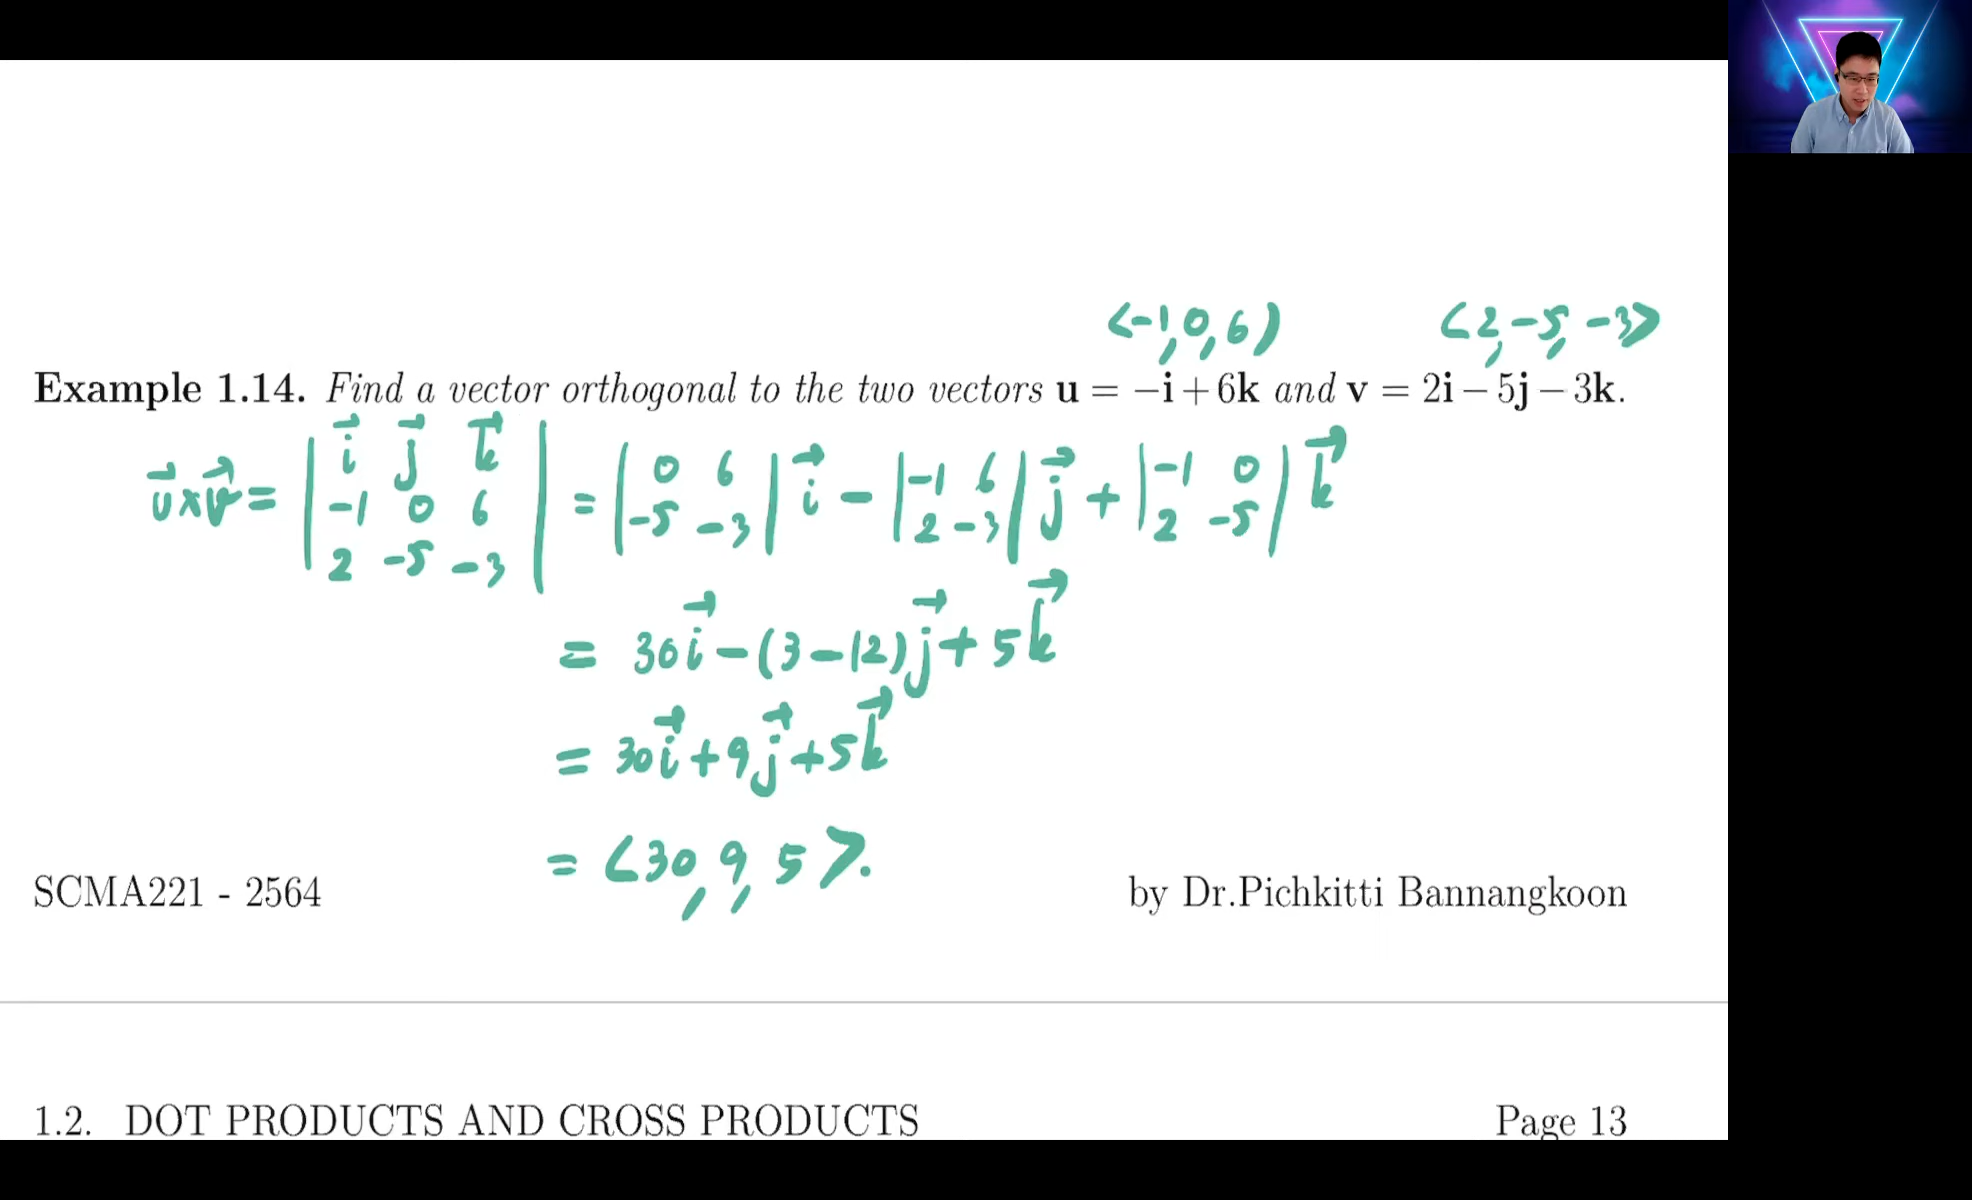 ⟨-1, 0, 6) ⟨2, -5, -3⟩
Example 1.14. Find a vector orthogonal to the two vectors u = −i + 6k and v = 2i − 5j − 3k.
u⃗ × v⃗ = | i⃗ j⃗ k⃗ ; -1 0 6 ; 2 -5 -3 | = | 0 6 ; -5 -3 | i⃗ - | -1 6 ; 2 -3 | j⃗ + | -1 0 ; 2 -5 | k⃗
= 30i⃗ - (3 - 12)j⃗ + 5k⃗
= 30i⃗ + 9j⃗ + 5k⃗
= ⟨30, 9, 5⟩.
SCMA221 - 2564 by Dr.Pichkitti Bannangkoon
1.2. DOT PRODUCTS AND CROSS PRODUCTS Page 13